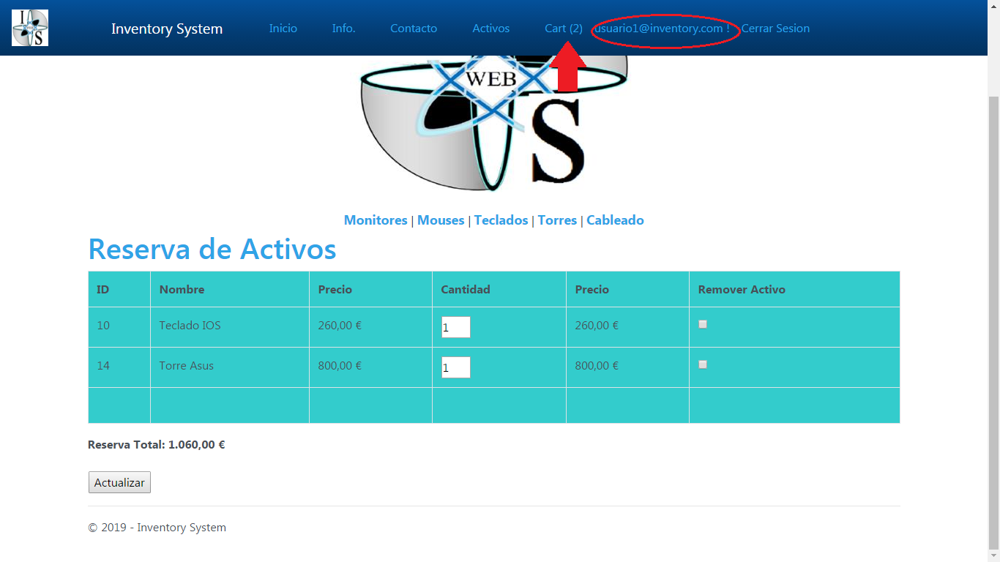 I
WEB
S
Inventory System Inicio Info. Contacto Activos Cart (2) usuario1@inventory.com ! Cerrar Sesion
WEB
S
Monitores | Mouses | Teclados | Torres | Cableado
Reserva de Activos
ID Nombre Precio Cantidad Precio Remover Activo
10 Teclado IOS 260,00 € 1 260,00 €
14 Torre Asus 800,00 € 1 800,00 €
Reserva Total: 1.060,00 €
Actualizar
© 2019 - Inventory System